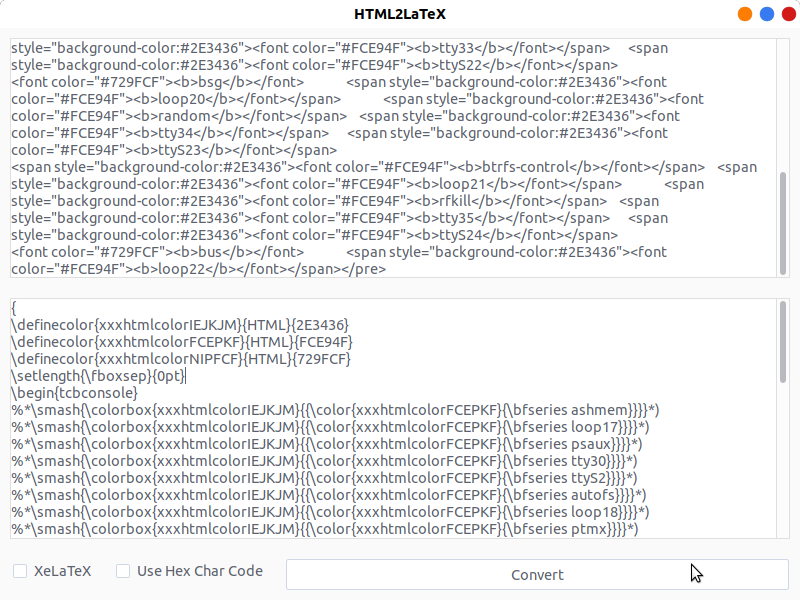 HTML2LaTeX
style="background-color:#2E3436"><font color="#FCE94F"><b>tty33</b></font></span>     <span
style="background-color:#2E3436"><font color="#FCE94F"><b>ttyS22</b></font></span>
<font color="#729FCF"><b>bsg</b></font>             <span style="background-color:#2E3436"><font
color="#FCE94F"><b>loop20</b></font></span>             <span style="background-color:#2E3436"><font
color="#FCE94F"><b>random</b></font></span>    <span style="background-color:#2E3436"><font
color="#FCE94F"><b>tty34</b></font></span>     <span style="background-color:#2E3436"><font
color="#FCE94F"><b>ttyS23</b></font></span>
<span style="background-color:#2E3436"><font color="#FCE94F"><b>btrfs-control</b></font></span>   <span
style="background-color:#2E3436"><font color="#FCE94F"><b>loop21</b></font></span>             <span
style="background-color:#2E3436"><font color="#FCE94F"><b>rfkill</b></font></span>    <span
style="background-color:#2E3436"><font color="#FCE94F"><b>tty35</b></font></span>     <span
style="background-color:#2E3436"><font color="#FCE94F"><b>ttyS24</b></font></span>
<font color="#729FCF"><b>bus</b></font>             <span style="background-color:#2E3436"><font
color="#FCE94F"><b>loop22</b></font></span></pre>
{
\definecolor{xxxhtmlcolorIEJKJM}{HTML}{2E3436}
\definecolor{xxxhtmlcolorFCEPKF}{HTML}{FCE94F}
\definecolor{xxxhtmlcolorNIPFCF}{HTML}{729FCF}
\setlength{\fboxsep}{0pt}
\begin{tcbconsole}
%*\smash{\colorbox{xxxhtmlcolorIEJKJM}{{\color{xxxhtmlcolorFCEPKF}{\bfseries ashmem}}}}*)
%*\smash{\colorbox{xxxhtmlcolorIEJKJM}{{\color{xxxhtmlcolorFCEPKF}{\bfseries loop17}}}}*)
%*\smash{\colorbox{xxxhtmlcolorIEJKJM}{{\color{xxxhtmlcolorFCEPKF}{\bfseries psaux}}}}*)
%*\smash{\colorbox{xxxhtmlcolorIEJKJM}{{\color{xxxhtmlcolorFCEPKF}{\bfseries tty30}}}}*)
%*\smash{\colorbox{xxxhtmlcolorIEJKJM}{{\color{xxxhtmlcolorFCEPKF}{\bfseries ttyS2}}}}*)
%*\smash{\colorbox{xxxhtmlcolorIEJKJM}{{\color{xxxhtmlcolorFCEPKF}{\bfseries autofs}}}}*)
%*\smash{\colorbox{xxxhtmlcolorIEJKJM}{{\color{xxxhtmlcolorFCEPKF}{\bfseries loop18}}}}*)
%*\smash{\colorbox{xxxhtmlcolorIEJKJM}{{\color{xxxhtmlcolorFCEPKF}{\bfseries ptmx}}}}*)
XeLaTeX Use Hex Char Code Convert